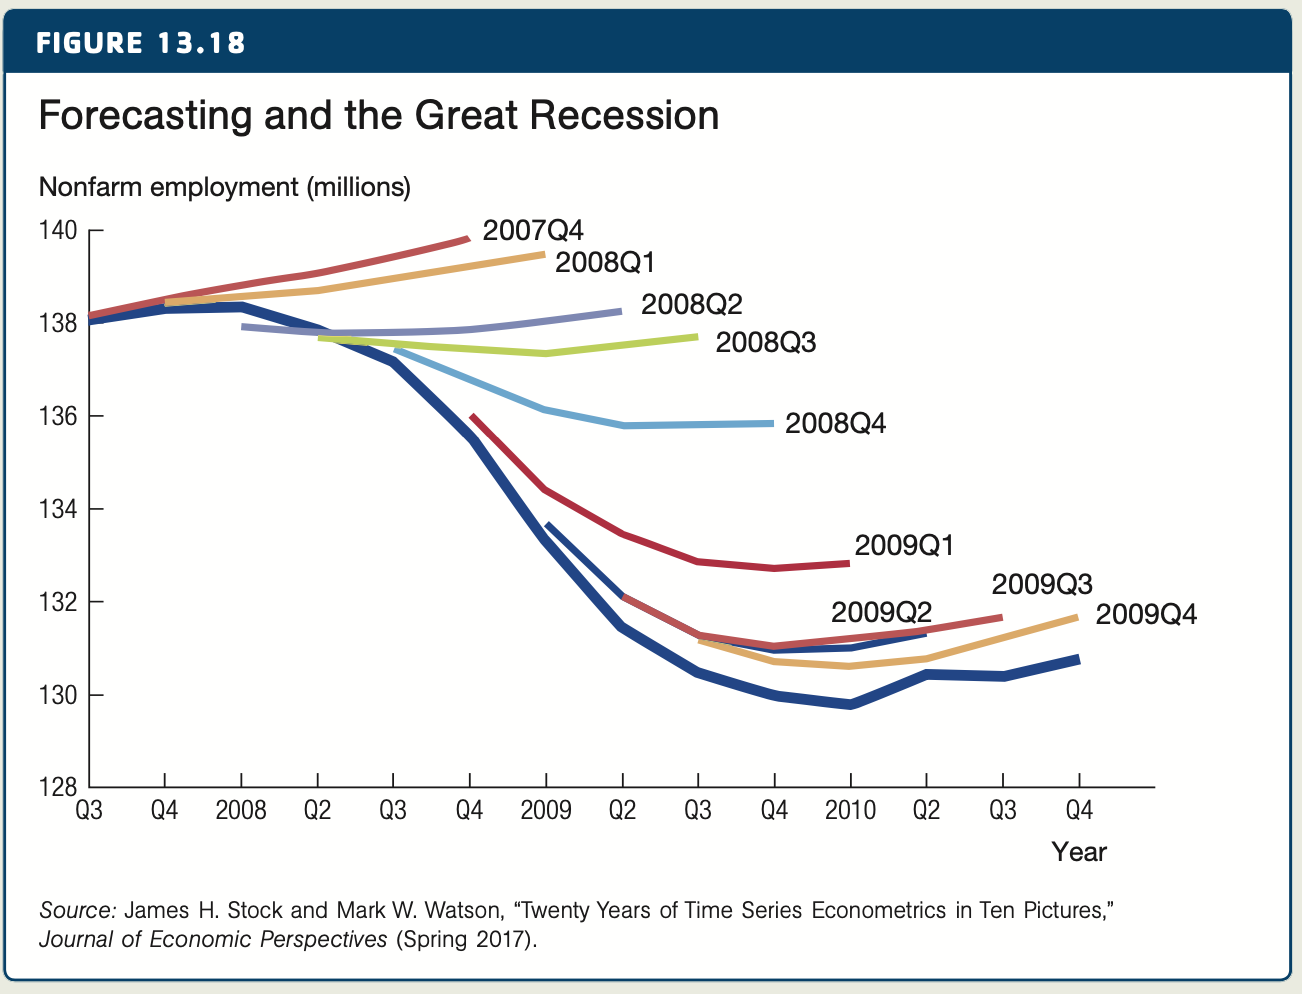 FIGURE 13.18
Forecasting and the Great Recession
Nonfarm employment (millions)
140
138
136
134
132
130
128
2007Q4
2008Q1
2008Q2
2008Q3
2008Q4
2009Q1
2009Q3
2009Q2
2009Q4
Q3 Q4 2008 Q2 Q3 Q4 2009 Q2 Q3 Q4 2010 Q2 Q3 Q4
Year
Source: James H. Stock and Mark W. Watson, “Twenty Years of Time Series Econometrics in Ten Pictures,”
Journal of Economic Perspectives (Spring 2017).